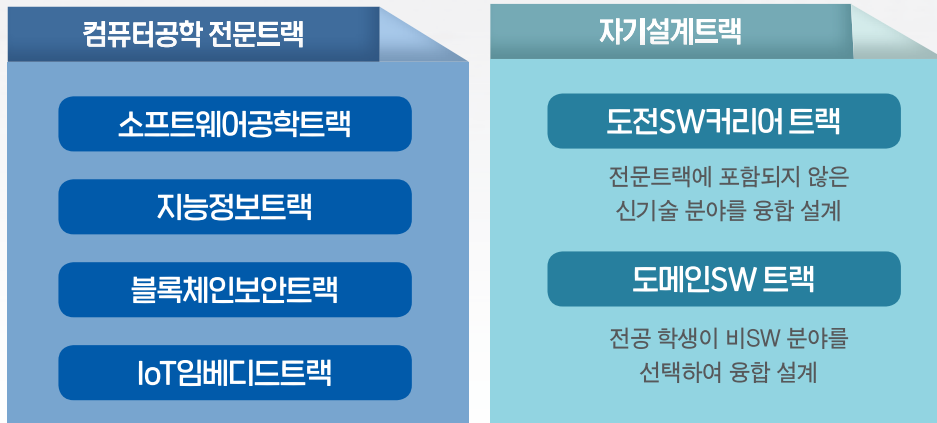 컴퓨터공학 전문트랙
소프트웨어공학트랙
지능정보트랙
블록체인보안트랙
IoT임베디드트랙
자기설계트랙
도전SW커리어 트랙
전문트랙에 포함되지 않은
신기술 분야를 융합 설계
도메인SW 트랙
전공 학생이 비SW 분야를
선택하여 융합 설계